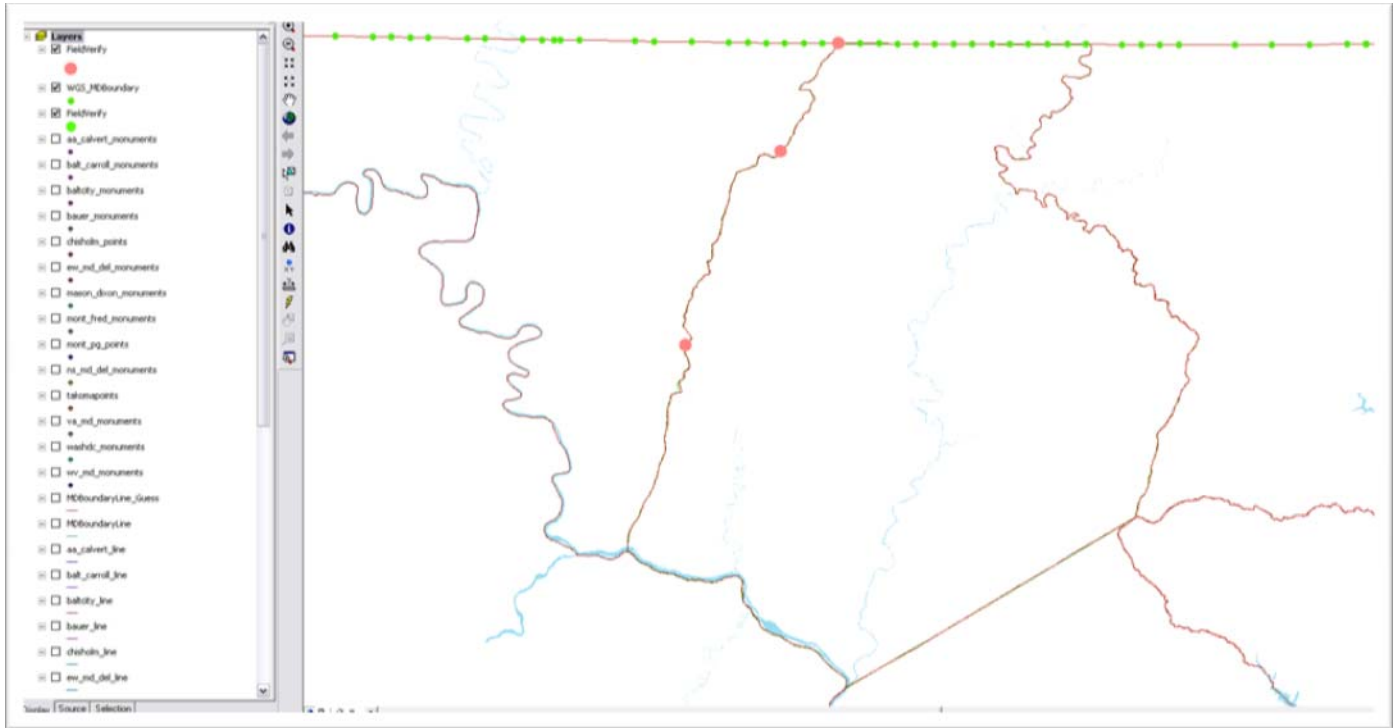 Layers
FieldVerify
WGS_MDBoundary
FieldVerify
aa_calvert_monuments
balt_carroll_monuments
baltcity_monuments
bauer_monuments
chisholm_points
ew_md_del_monuments
mason_dixon_monuments
mont_fred_monuments
mont_pg_points
ns_md_del_monuments
takomapoints
va_md_monuments
washdc_monuments
wv_md_monuments
MDBoundaryLine_Guess
MDBoundaryLine
aa_calvert_line
balt_carroll_line
baltcity_line
bauer_line
chisholm_line
ew_md_del_line
Display Source Selection